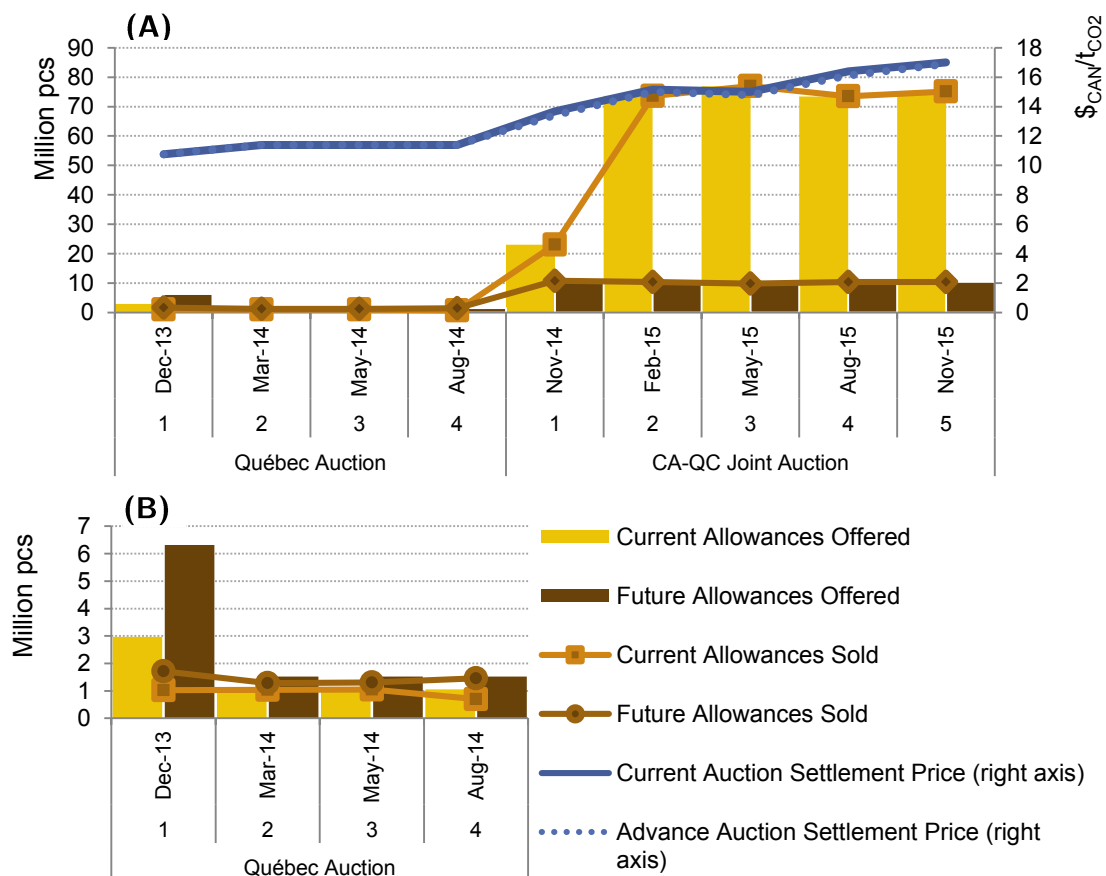 (A)
Million pcs
90
80
70
60
50
40
30
20
10
0
18
16
14
12
10
8
6
4
2
0
$CAN/tCO2
Dec-13
Mar-14
May-14
Aug-14
Nov-14
Feb-15
May-15
Aug-15
Nov-15
1 2 3 4 1 2 3 4 5
Québec Auction CA-QC Joint Auction
(B)
Million pcs
7
6
5
4
3
2
1
0
Dec-13
Mar-14
May-14
Aug-14
1 2 3 4
Québec Auction
Current Allowances Offered
Future Allowances Offered
Current Allowances Sold
Future Allowances Sold
Current Auction Settlement Price (right axis)
Advance Auction Settlement Price (right
axis)